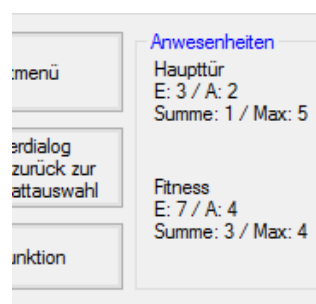 tmenü
erdialog
zurück zur
attauswahl
unktion
Anwesenheiten
Haupttür
E: 3 / A: 2
Summe: 1 / Max: 5
Fitness
E: 7 / A: 4
Summe: 3 / Max: 4